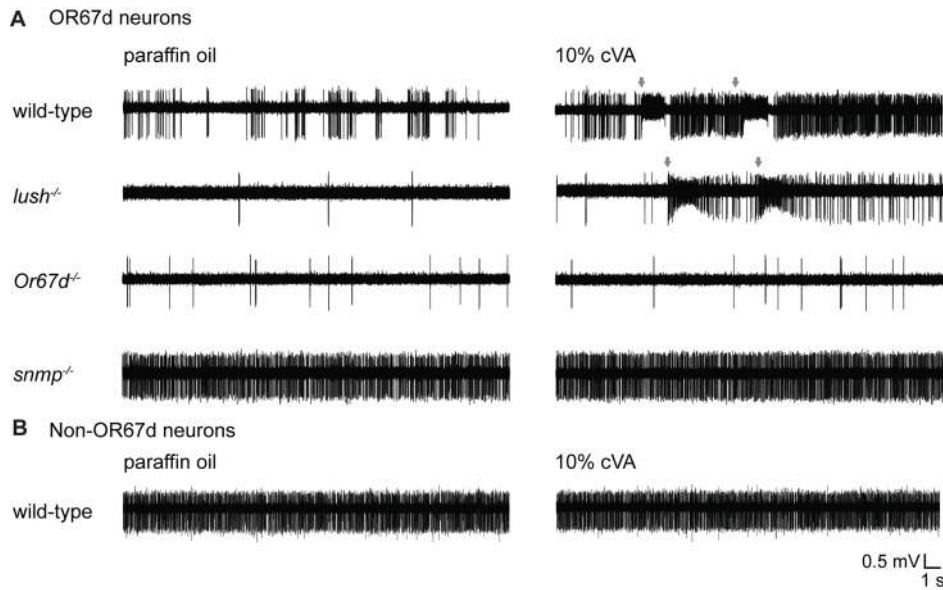 A OR67d neurons
paraffin oil 10% cVA
wild-type
lush-/-
Or67d-/-
snmp-/-
B Non-OR67d neurons
paraffin oil 10% cVA
wild-type
0.5 mV
1 s